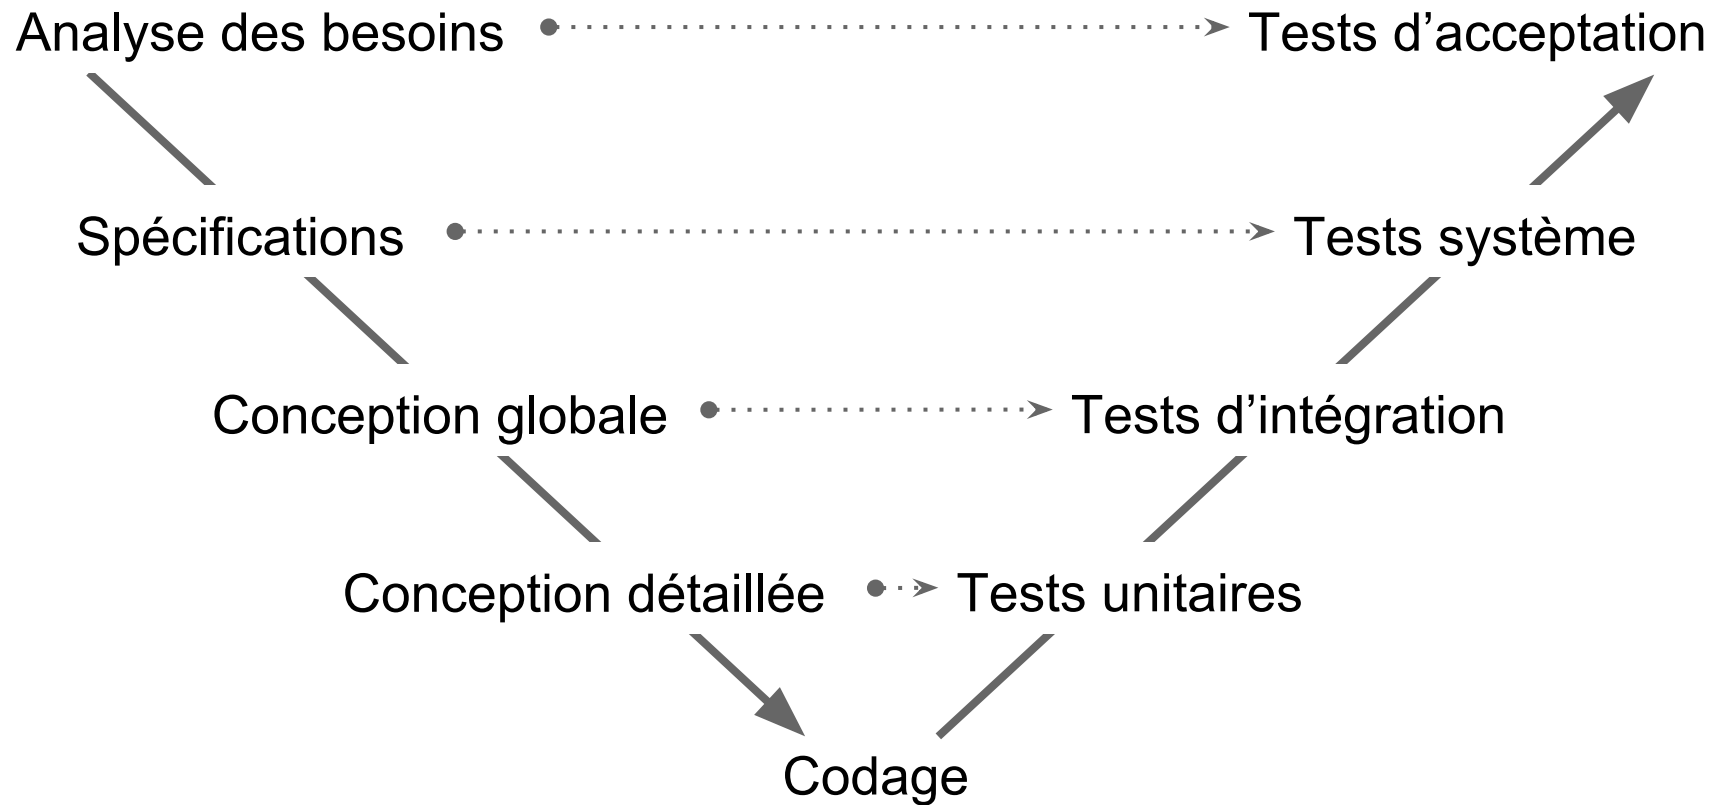 Analyse des besoins
Tests d’acceptation
Spécifications
Tests système
Conception globale
Tests d’intégration
Conception détaillée
Tests unitaires
Codage